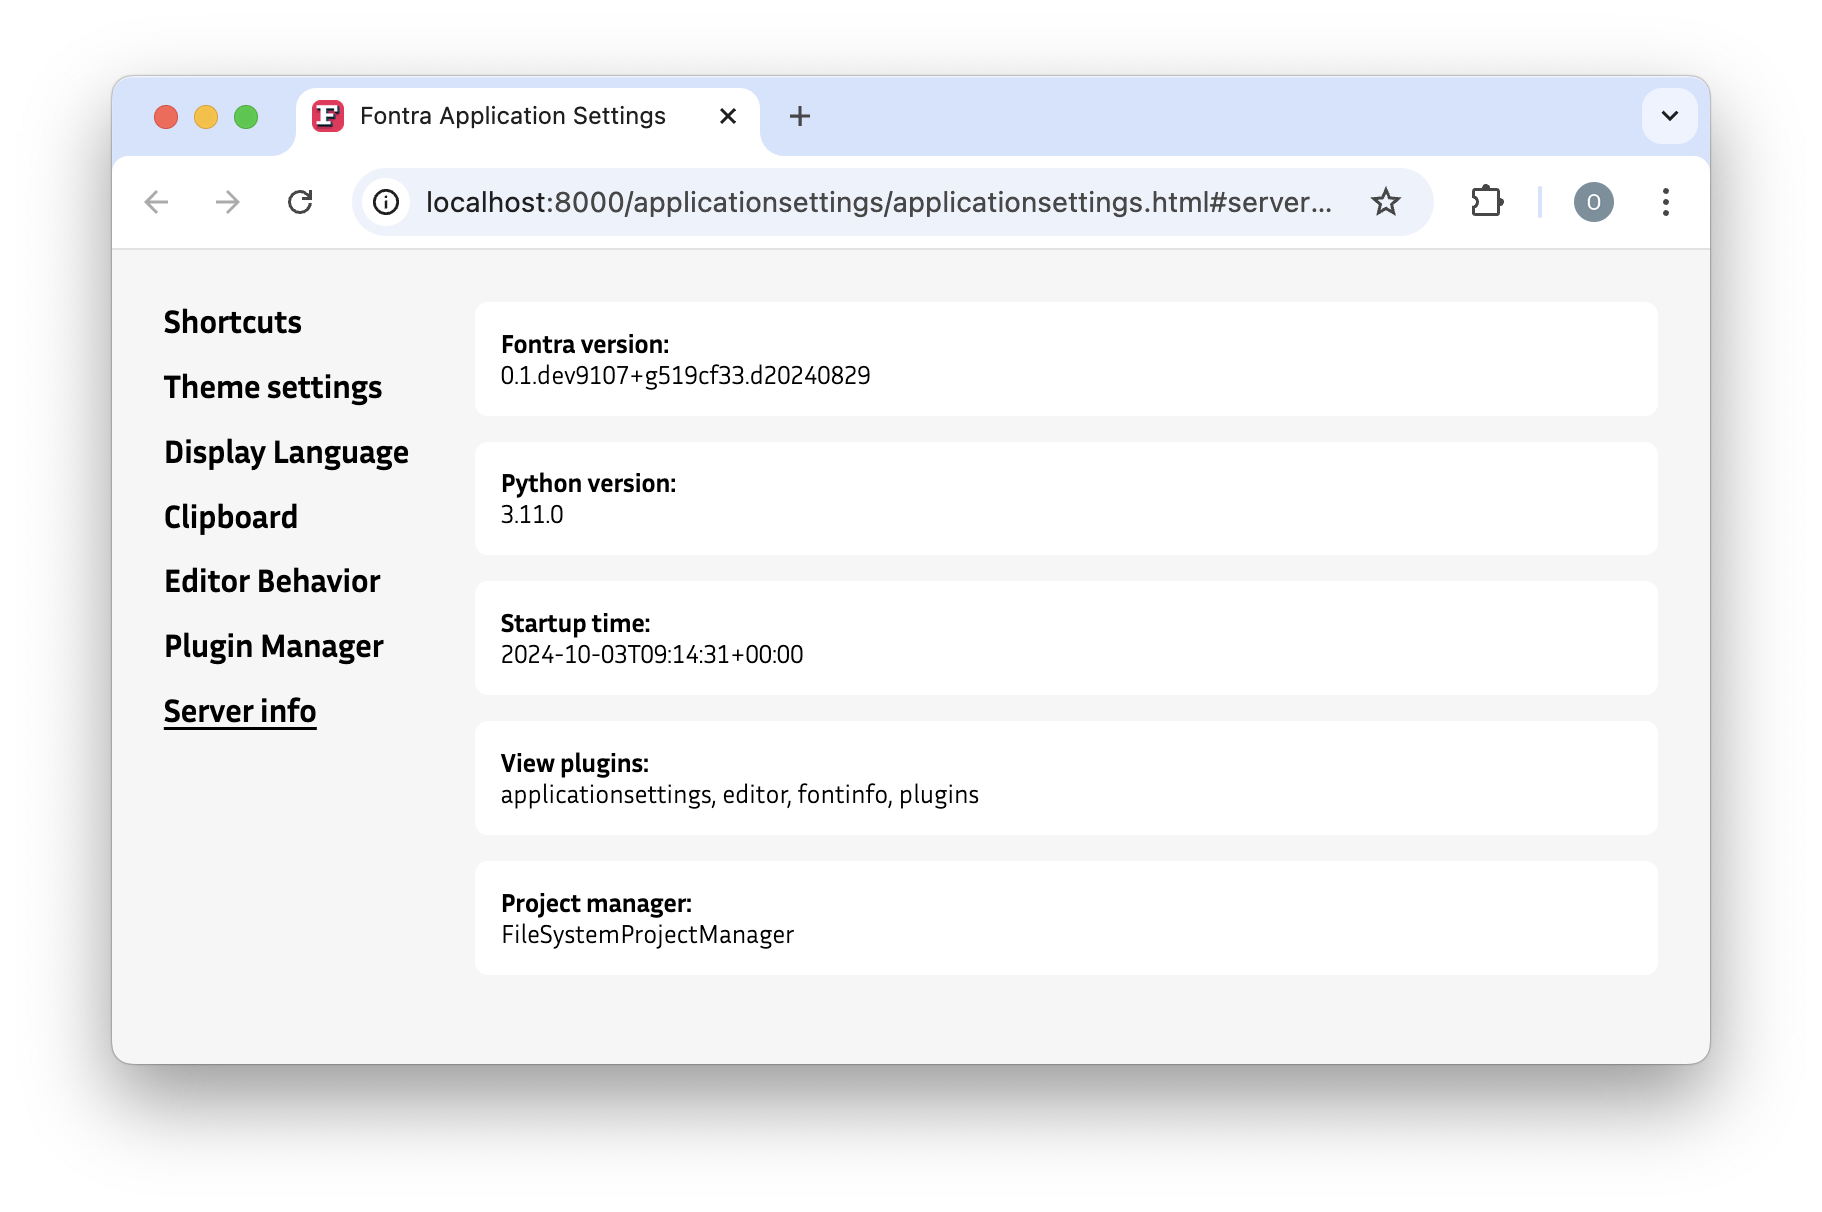 Fontra Application Settings
localhost:8000/applicationsettings/applicationsettings.html#server...
O
Shortcuts
Theme settings
Display Language
Clipboard
Editor Behavior
Plugin Manager
Server info
Fontra version:
0.1.dev9107+g519cf33.d20240829
Python version:
3.11.0
Startup time:
2024-10-03T09:14:31+00:00
View plugins:
applicationsettings, editor, fontinfo, plugins
Project manager:
FileSystemProjectManager